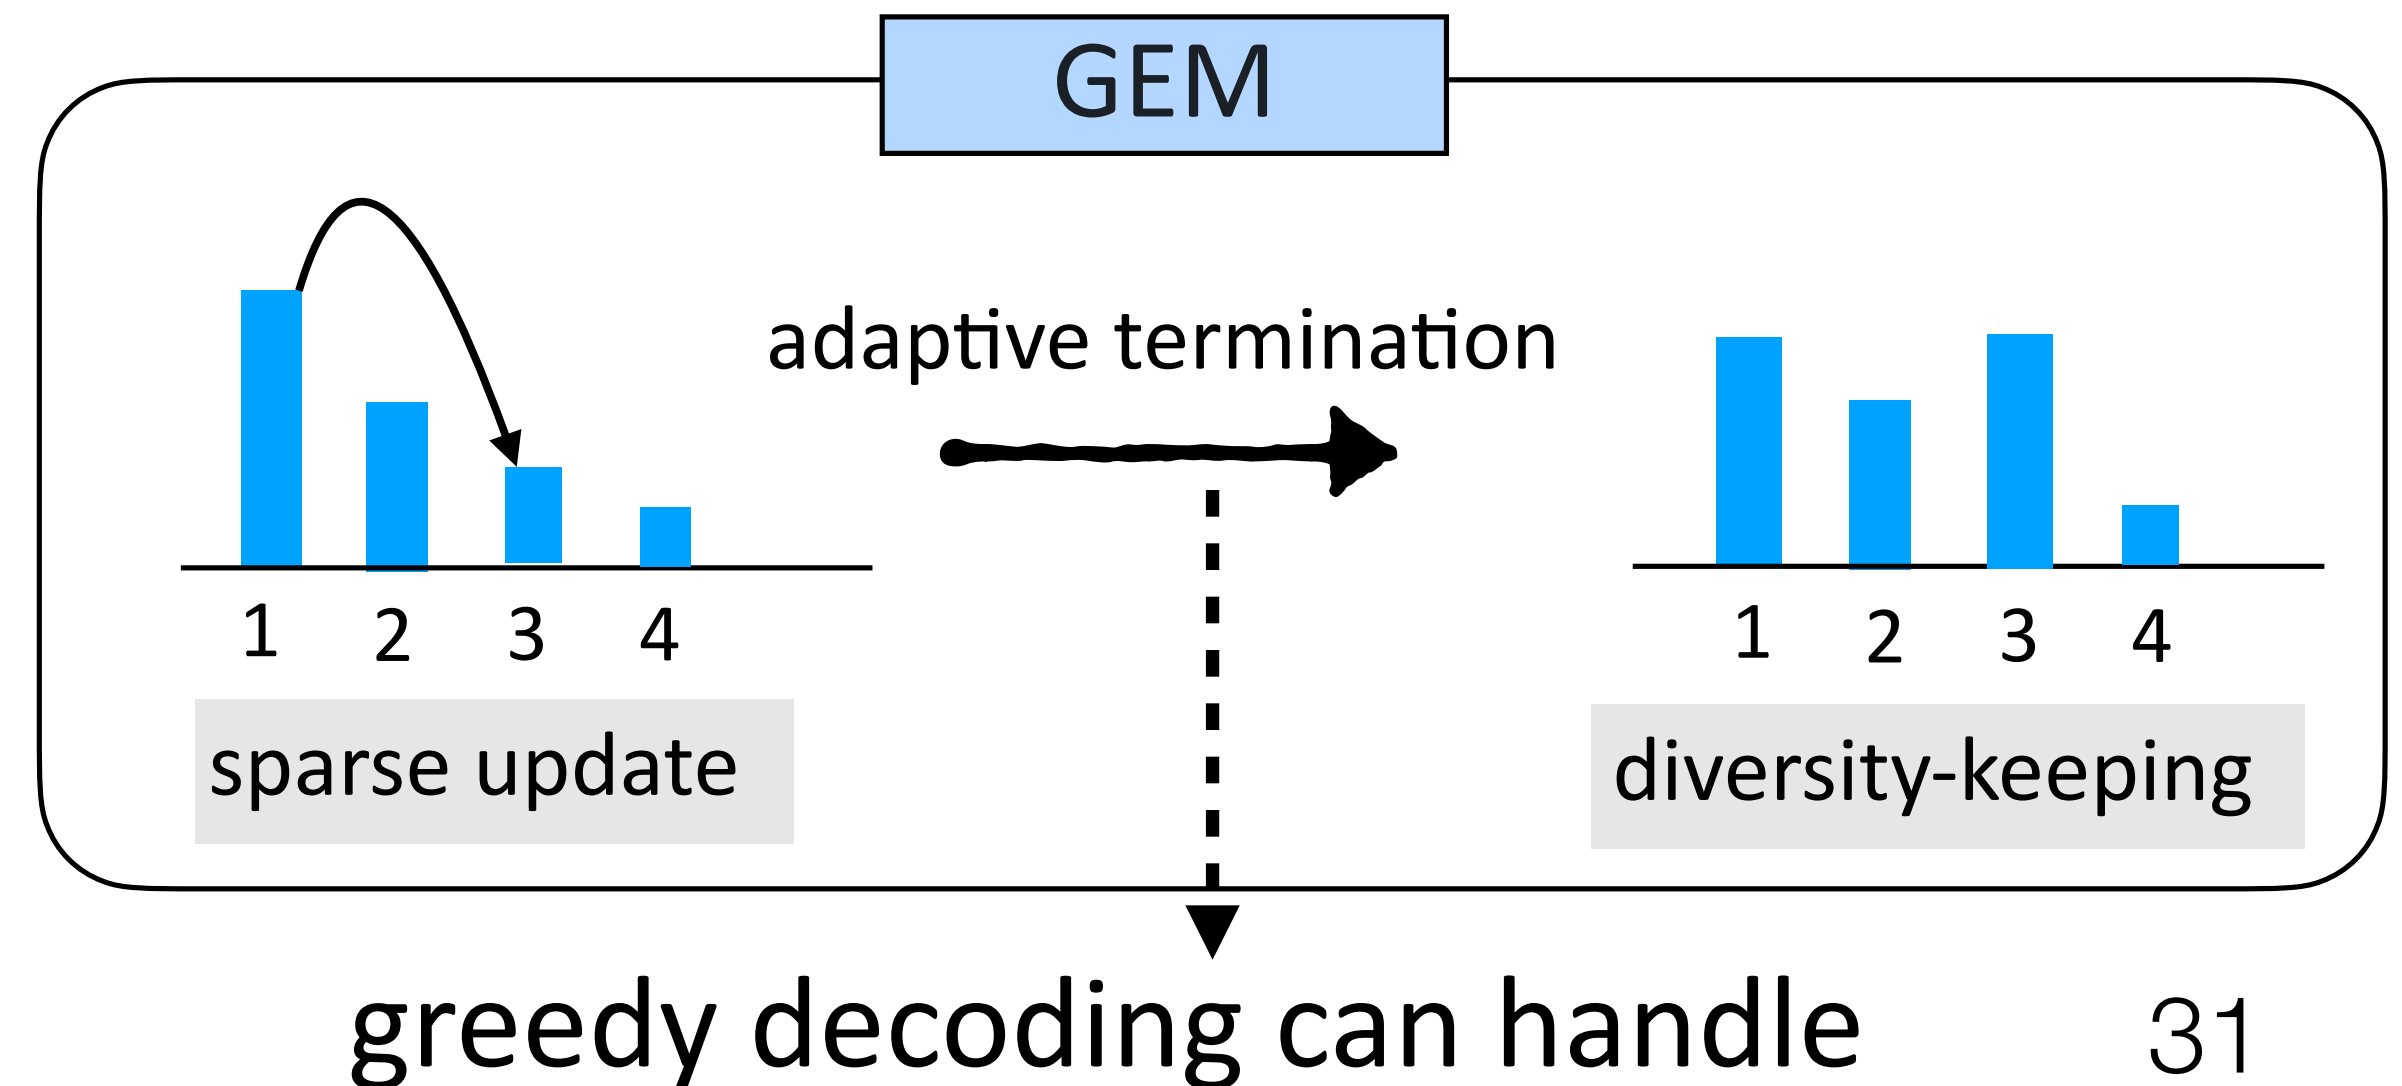 GEM
adaptive termination
1 2 3 4
1 2 3 4
sparse update
diversity-keeping
greedy decoding can handle
31